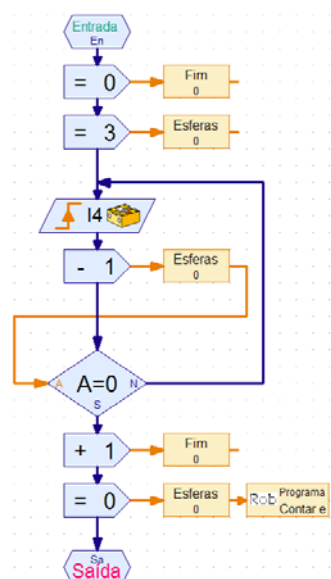 Entrada
En
= 0
Fim
0
= 3
Esferas
0
I4
- 1
Esferas
0
A
A=0
N
S
+ 1
Fim
0
= 0
Esferas
0
Rob
Programa
Contar e
Sa
Saída